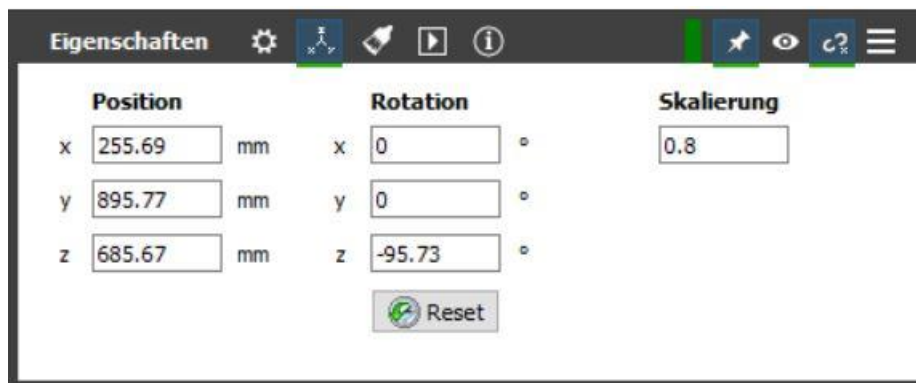 Eigenschaften
Position Rotation Skalierung
x 255.69 mm x 0 ° 0.8
y 895.77 mm y 0 °
z 685.67 mm z -95.73 °
Reset